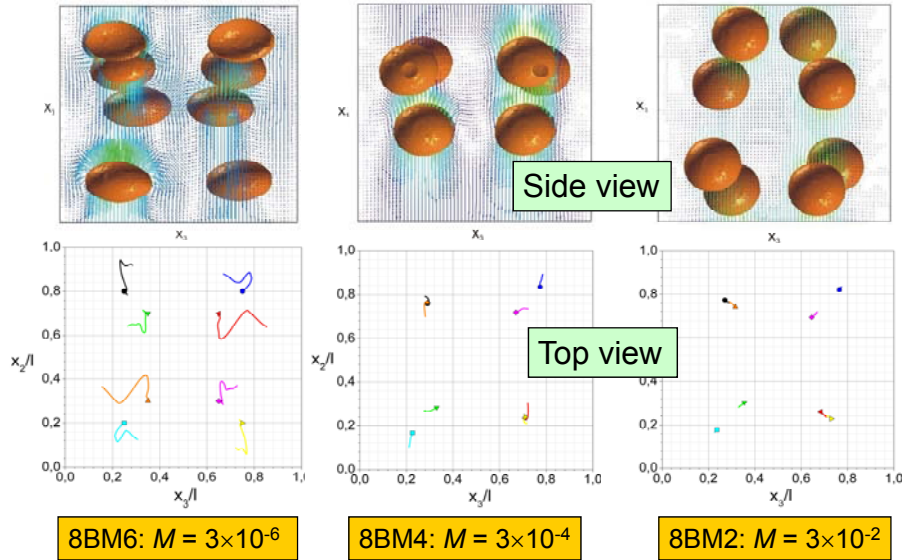 x₁
x₃
x₁
x₃
x₃
Side view
1,0
0,8
0,6
0,4
0,2
0,0
x₂/l
0,0 0,2 0,4 0,6 0,8 1,0
x₃/l
1,0
0,8
0,6
0,4
0,2
0,0
x₂/l
0,0 0,2 0,4 0,6 0,8 1,0
x₃/l
Top view
1,0
0,8
0,6
0,4
0,2
0,0
0,0 0,2 0,4 0,6 0,8 1,0
x₃/l
8BM6: M = 3×10⁻⁶
8BM4: M = 3×10⁻⁴
8BM2: M = 3×10⁻²